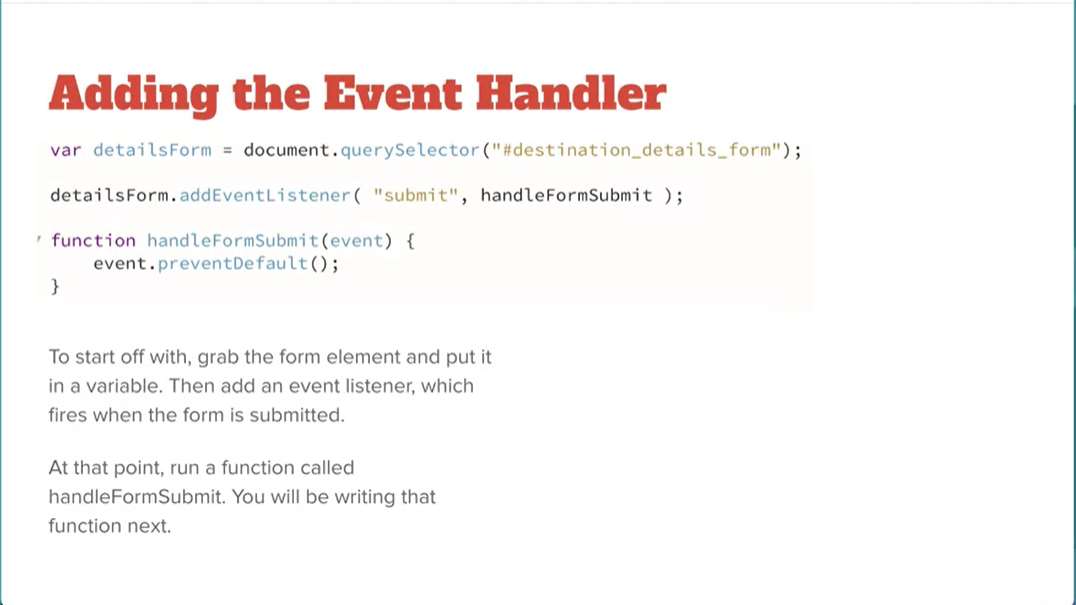 Adding the Event Handler
var detailsForm = document.querySelector("#destination_details_form");
detailsForm.addEventListener( "submit", handleFormSubmit );
function handleFormSubmit(event) {
    event.preventDefault();
}
To start off with, grab the form element and put it
in a variable. Then add an event listener, which
fires when the form is submitted.
At that point, run a function called
handleFormSubmit. You will be writing that
function next.